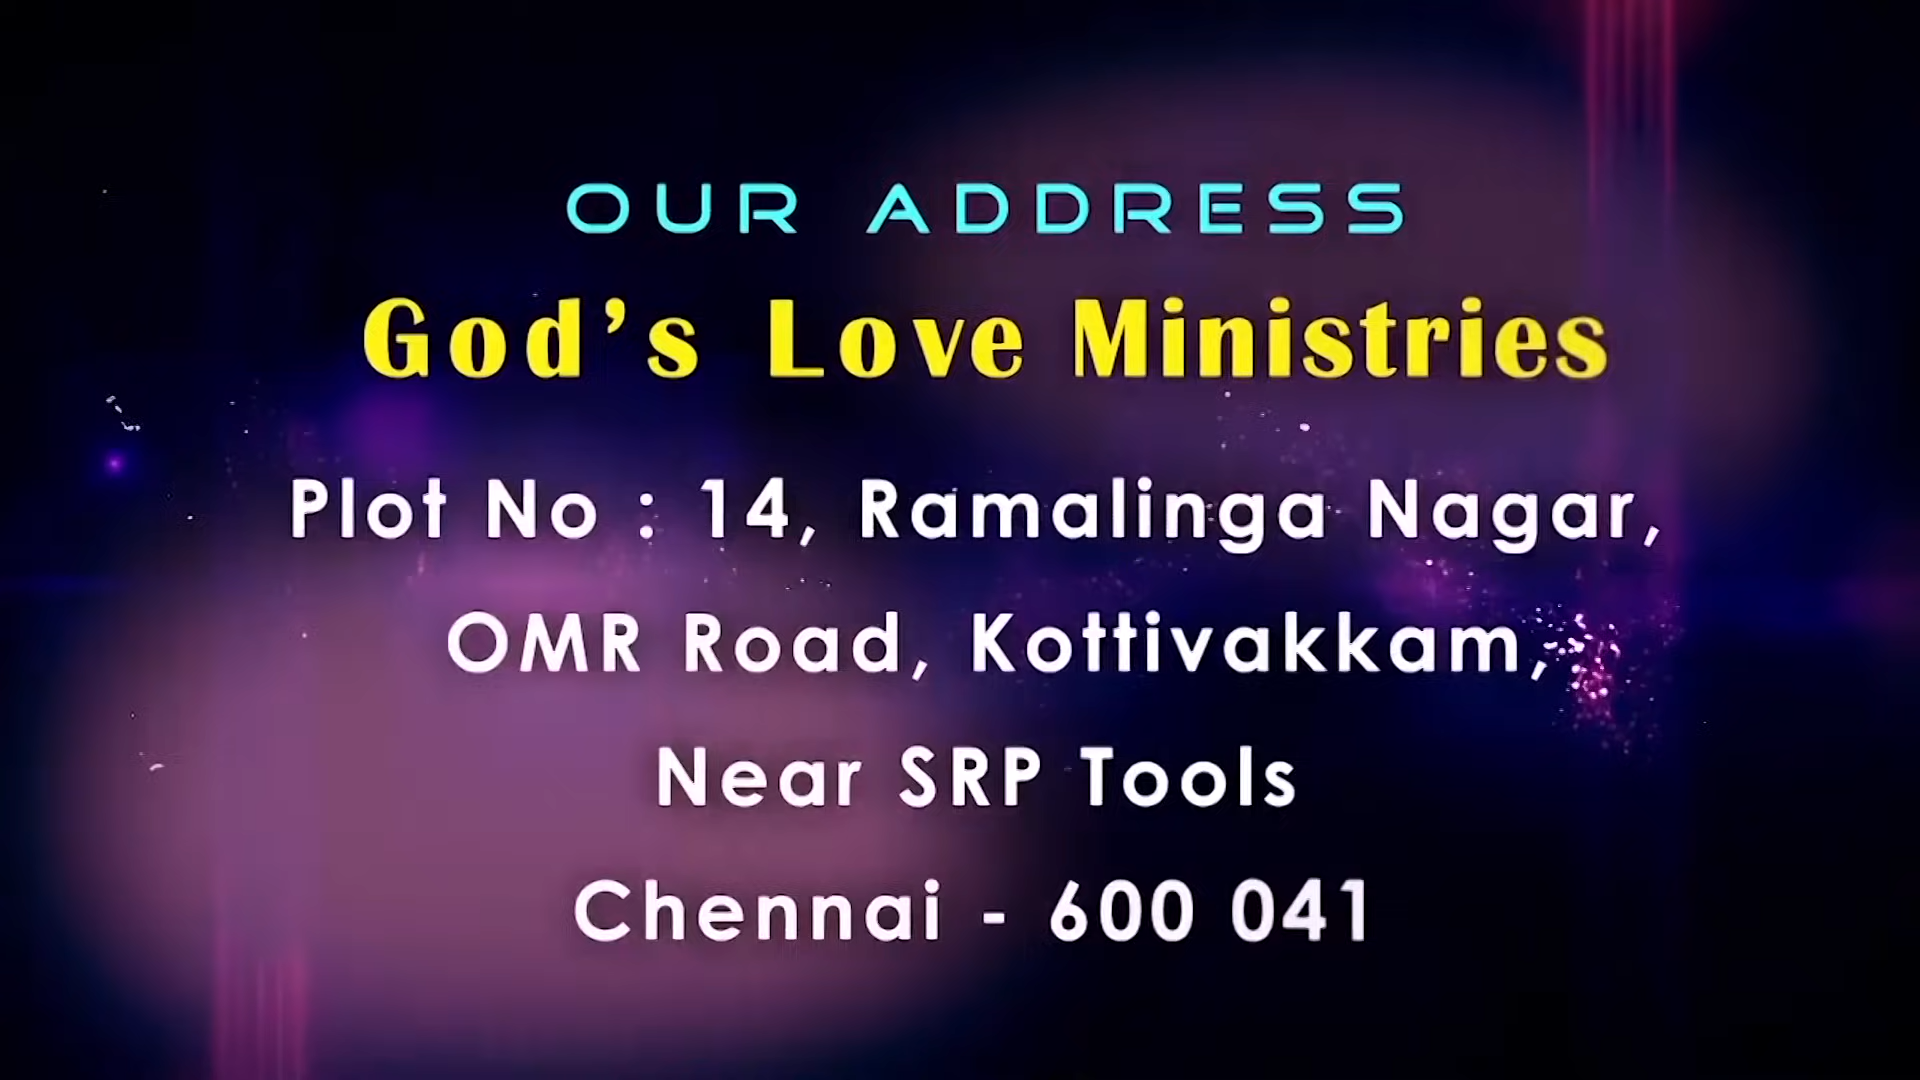 OUR ADDRESS
God’s Love Ministries
Plot No : 14, Ramalinga Nagar,
OMR Road, Kottivakkam,
Near SRP Tools
Chennai - 600 041